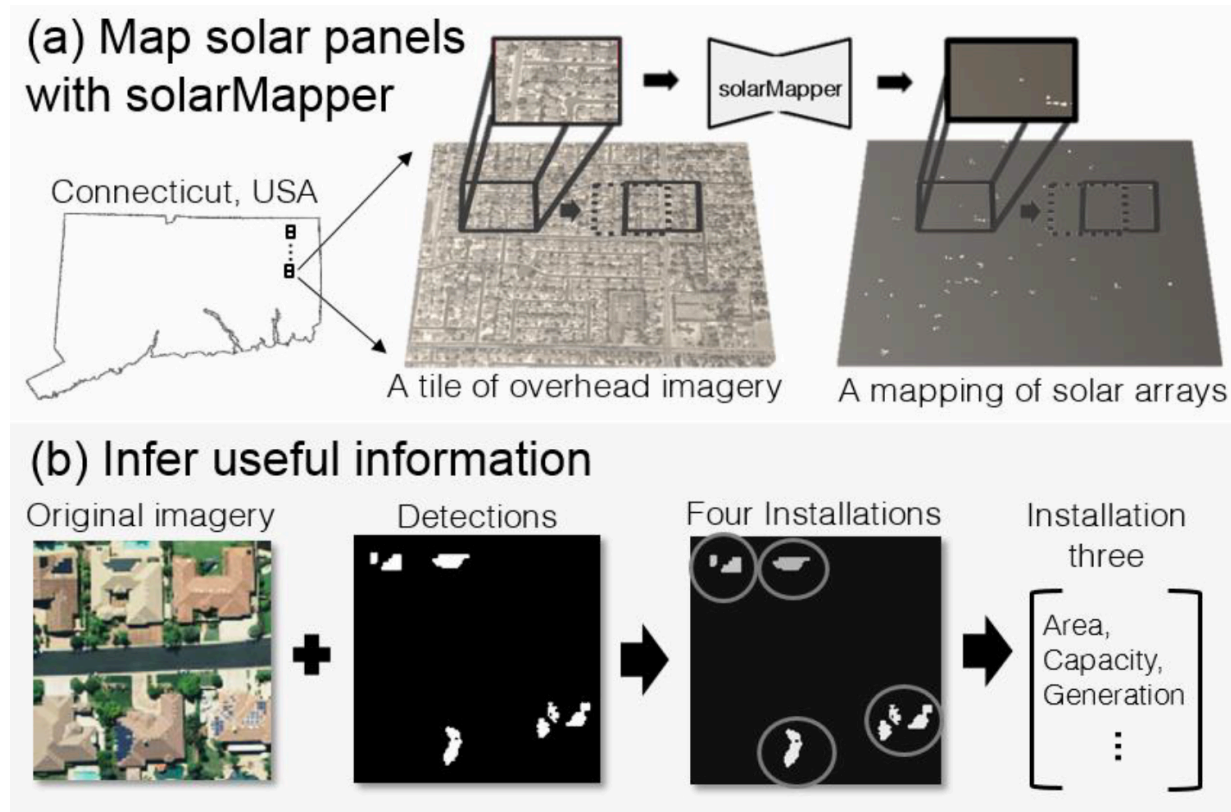 (a) Map solar panels
with solarMapper
solarMapper
Connecticut, USA
A tile of overhead imagery
A mapping of solar arrays
(b) Infer useful information
Original imagery
Detections
Four Installations
Installation
three
Area,
Capacity,
Generation